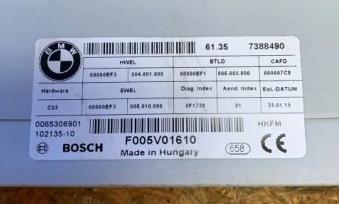 BMW
61.35 7388490
HWEL BTLD CAFD
00000EF2 004.001.000 00000EF1 005.005.000 000007C8
Hardware SWEL Diag. Index Aend. Index EoL-DATUM
C03 00000EF3 006.010.000 0F1738 01 25.01.15
0065306901
102135-10
BOSCH
F005V01610
Made in Hungary
HKFM
658
CE